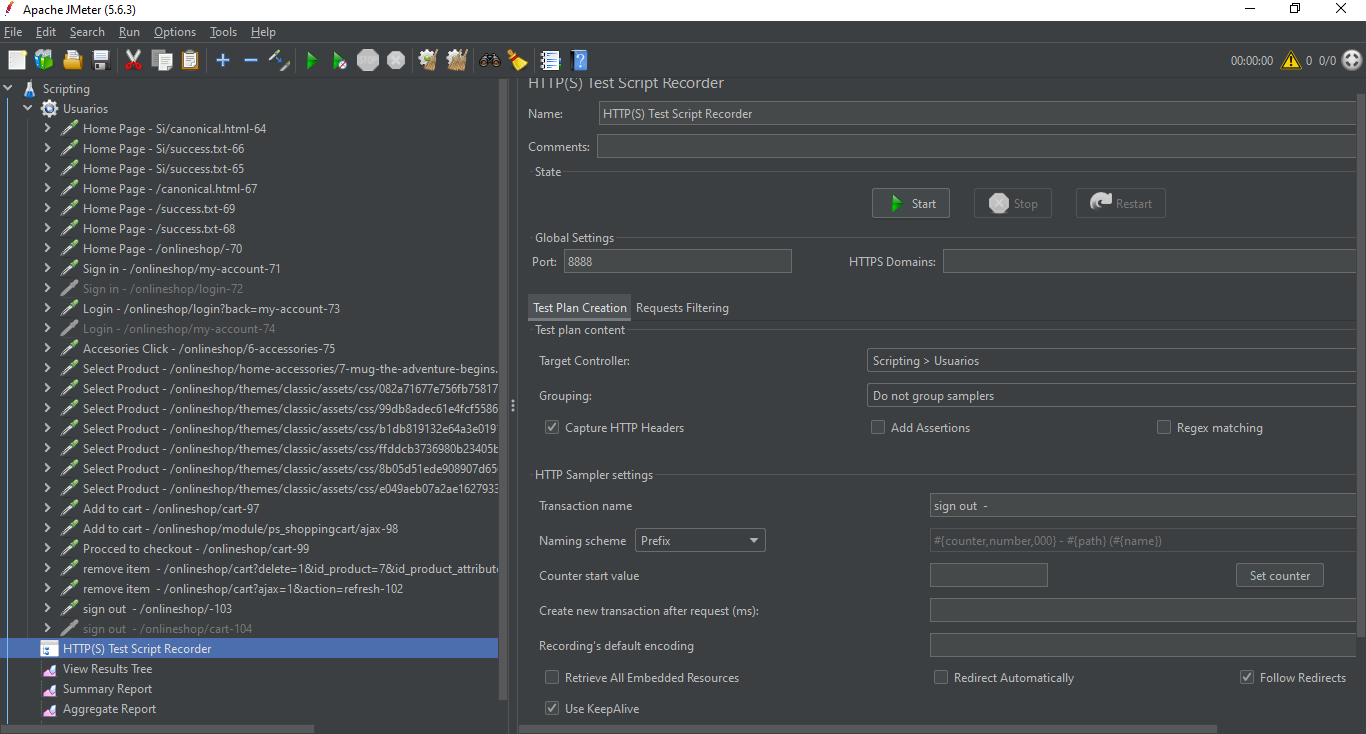 Apache JMeter (5.6.3)
File Edit Search Run Options Tools Help
00:00:00 0 0/0
Scripting
Usuarios
Home Page - Si/canonical.html-64
Home Page - Si/success.txt-66
Home Page - Si/success.txt-65
Home Page - /canonical.html-67
Home Page - /success.txt-69
Home Page - /success.txt-68
Home Page - /onlineshop/-70
Sign in - /onlineshop/my-account-71
Sign in - /onlineshop/login-72
Login - /onlineshop/login?back=my-account-73
Login - /onlineshop/my-account-74
Accesories Click - /onlineshop/6-accessories-75
Select Product - /onlineshop/home-accessories/7-mug-the-adventure-begins.
Select Product - /onlineshop/themes/classic/assets/css/082a71677e756fb75817
Select Product - /onlineshop/themes/classic/assets/css/99db8adec61e4fcf5586
Select Product - /onlineshop/themes/classic/assets/css/b1db819132e64a3e019
Select Product - /onlineshop/themes/classic/assets/css/ffddcb3736980b23405b
Select Product - /onlineshop/themes/classic/assets/css/8b05d51ede908907d65
Select Product - /onlineshop/themes/classic/assets/css/e049aeb07a2ae1627933
Add to cart - /onlineshop/cart-97
Add to cart - /onlineshop/module/ps_shoppingcart/ajax-98
Procced to checkout - /onlineshop/cart-99
remove item - /onlineshop/cart?delete=1&id_product=7&id_product_attribut
remove item - /onlineshop/cart?ajax=1&action=refresh-102
sign out - /onlineshop/-103
sign out - /onlineshop/cart-104
HTTP(S) Test Script Recorder
View Results Tree
Summary Report
Aggregate Report
HTTP(S) Test Script Recorder
Name: HTTP(S) Test Script Recorder
Comments:
State
Start Stop Restart
Global Settings
Port: 8888 HTTPS Domains:
Test Plan Creation Requests Filtering
Test plan content
Target Controller: Scripting > Usuarios
Grouping: Do not group samplers
Capture HTTP Headers Add Assertions Regex matching
HTTP Sampler settings
Transaction name sign out -
Naming scheme Prefix #{counter,number,000} - #{path} (#{name})
Counter start value Set counter
Create new transaction after request (ms):
Recording's default encoding
Retrieve All Embedded Resources Redirect Automatically Follow Redirects
Use KeepAlive